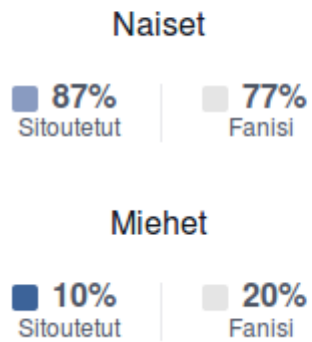 Naiset
87% 77%
Sitoutetut Fanisi
Miehet
10% 20%
Sitoutetut Fanisi